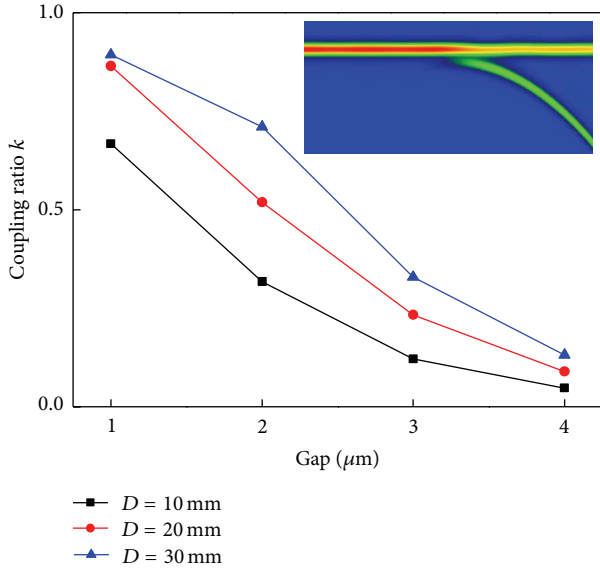 1.0
0.5
0.0
Coupling ratio k
1 2 3 4
Gap (μm)
D = 10 mm
D = 20 mm
D = 30 mm